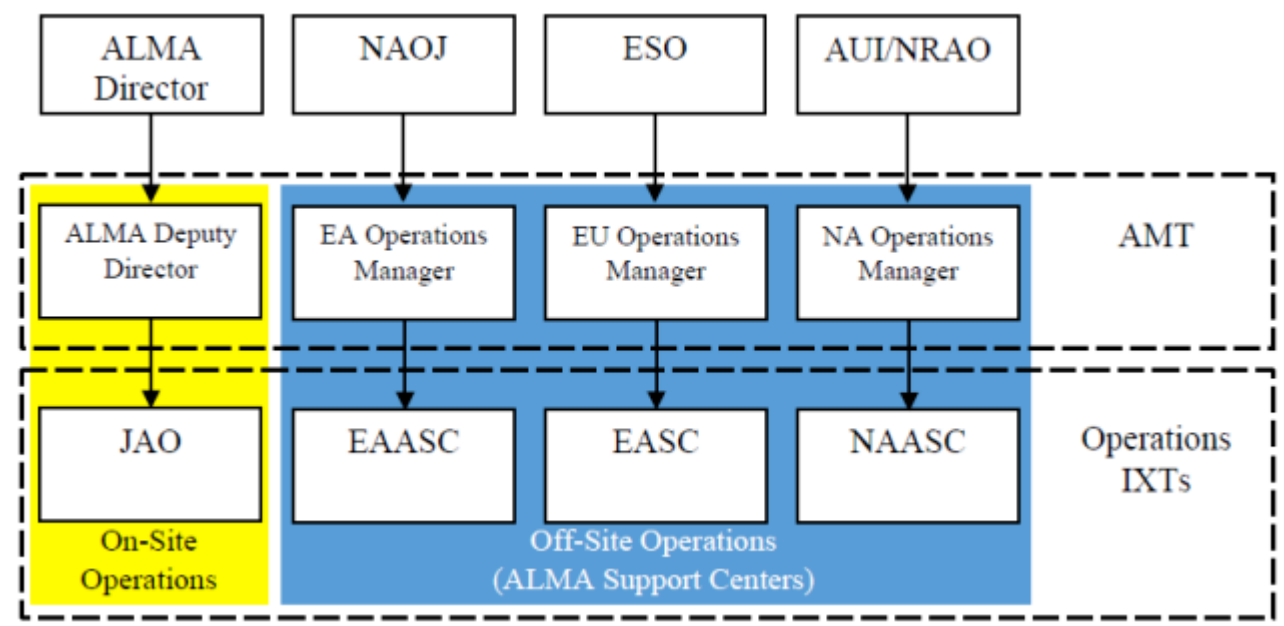 ALMA
Director
NAOJ
ESO
AUI/NRAO
ALMA Deputy
Director
EA Operations
Manager
EU Operations
Manager
NA Operations
Manager
AMT
JAO
EAASC
EASC
NAASC
Operations
IXTs
On-Site
Operations
Off-Site Operations
(ALMA Support Centers)